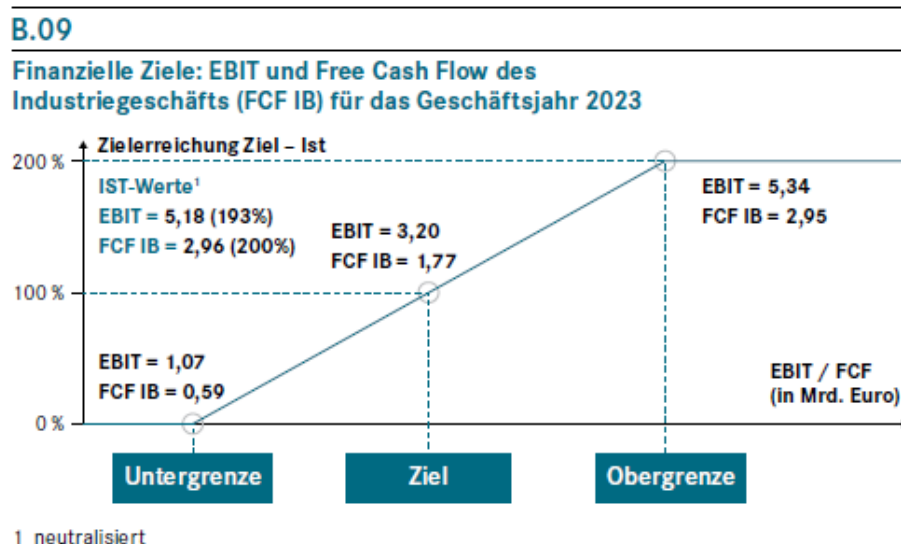 B.09
Finanzielle Ziele: EBIT und Free Cash Flow des
Industriegeschäfts (FCF IB) für das Geschäftsjahr 2023
Zielerreichung Ziel – Ist
200 %
IST-Werte¹
EBIT = 5,18 (193%)
FCF IB = 2,96 (200%)
EBIT = 3,20
FCF IB = 1,77
EBIT = 5,34
FCF IB = 2,95
100 %
EBIT = 1,07
FCF IB = 0,59
EBIT / FCF
(in Mrd. Euro)
0 %
Untergrenze
Ziel
Obergrenze
1 neutralisiert